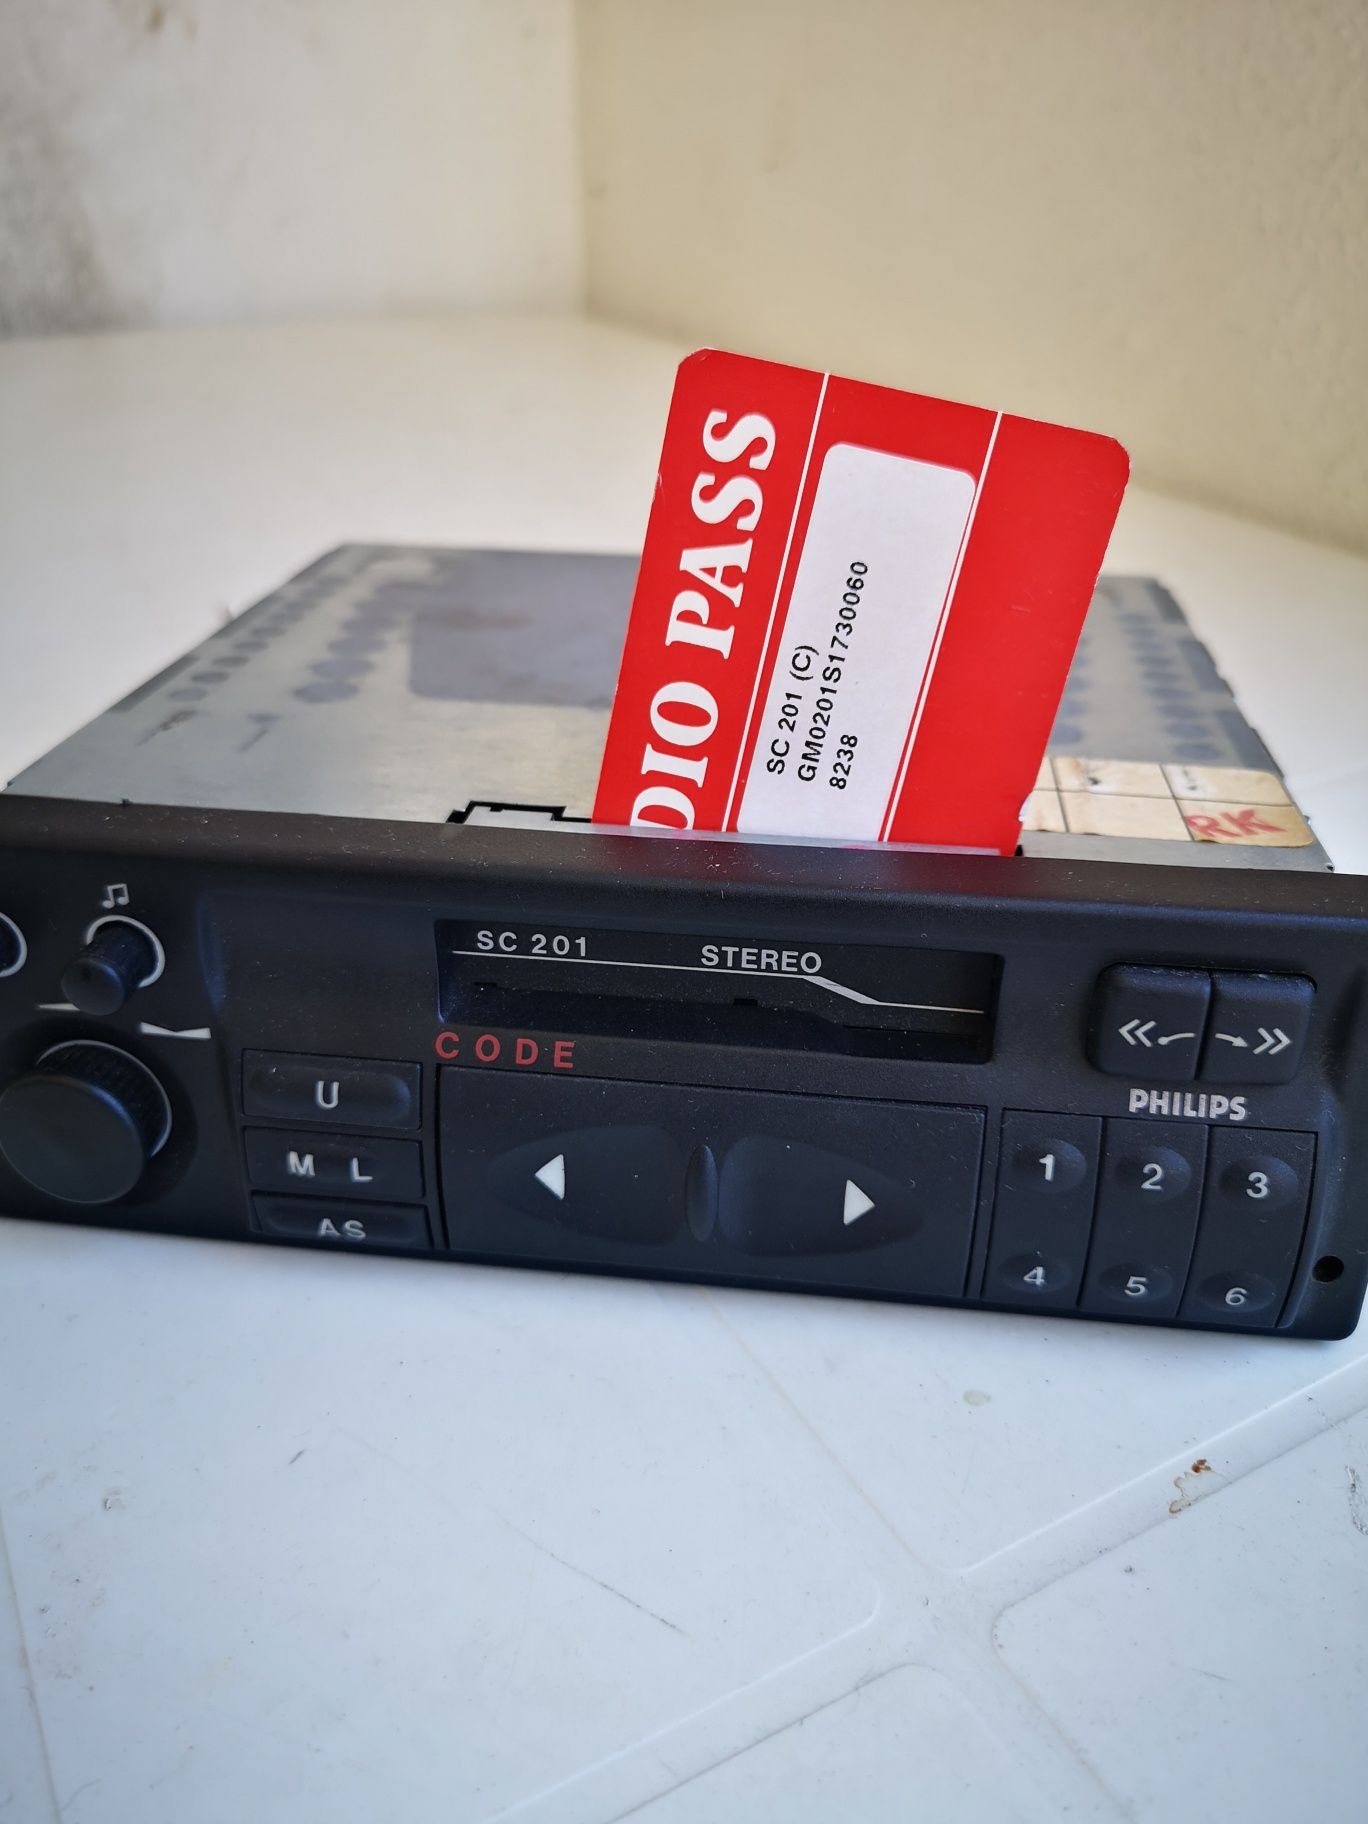 DIO PASS
SC 201 (C)
GM0201S1730060
8238
RK
SC 201 STEREO
CODE
PHILIPS
U
M L
AS
1 2 3
4 5 6